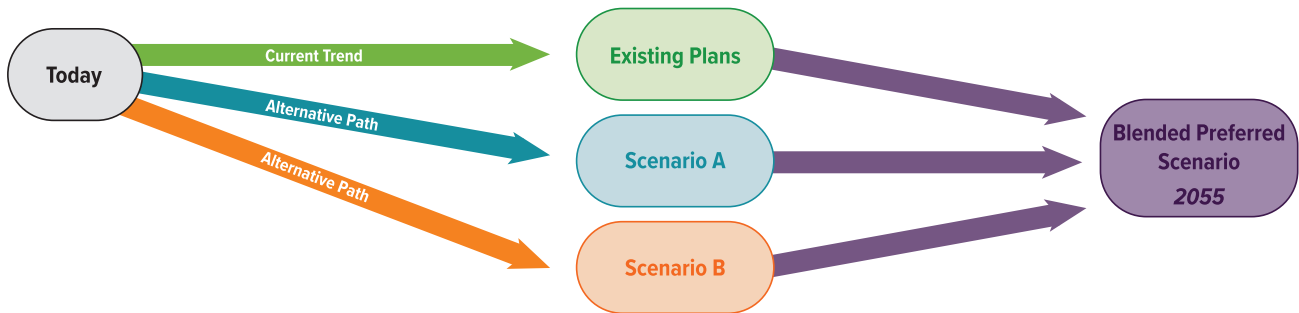 Today
Current Trend
Alternative Path
Alternative Path
Existing Plans
Scenario A
Scenario B
Blended Preferred
Scenario
2055